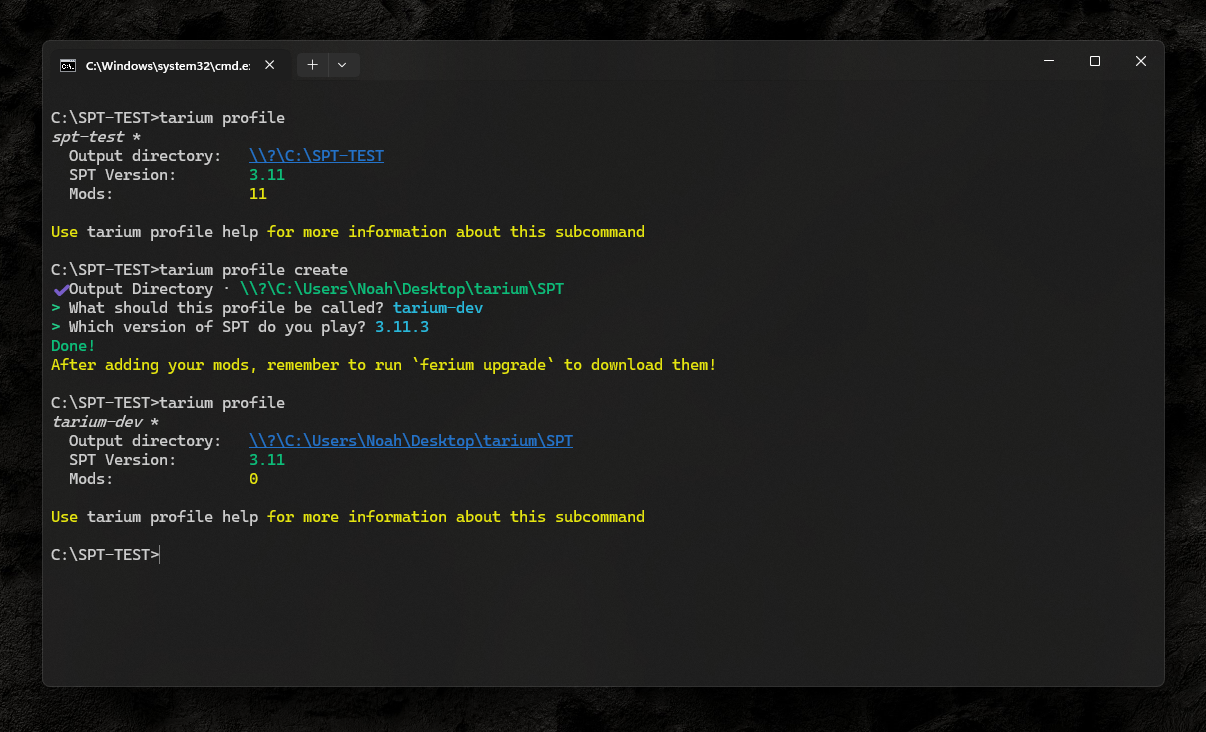 C:\Windows\system32\cmd.e:
C:\SPT-TEST>tarium profile
spt-test *
Output directory: \\?\C:\SPT-TEST
SPT Version: 3.11
Mods: 11
Use tarium profile help for more information about this subcommand
C:\SPT-TEST>tarium profile create
✔Output Directory · \\?\C:\Users\Noah\Desktop\tarium\SPT
> What should this profile be called? tarium-dev
> Which version of SPT do you play? 3.11.3
Done!
After adding your mods, remember to run `ferium upgrade` to download them!
C:\SPT-TEST>tarium profile
tarium-dev *
Output directory: \\?\C:\Users\Noah\Desktop\tarium\SPT
SPT Version: 3.11
Mods: 0
Use tarium profile help for more information about this subcommand
C:\SPT-TEST>